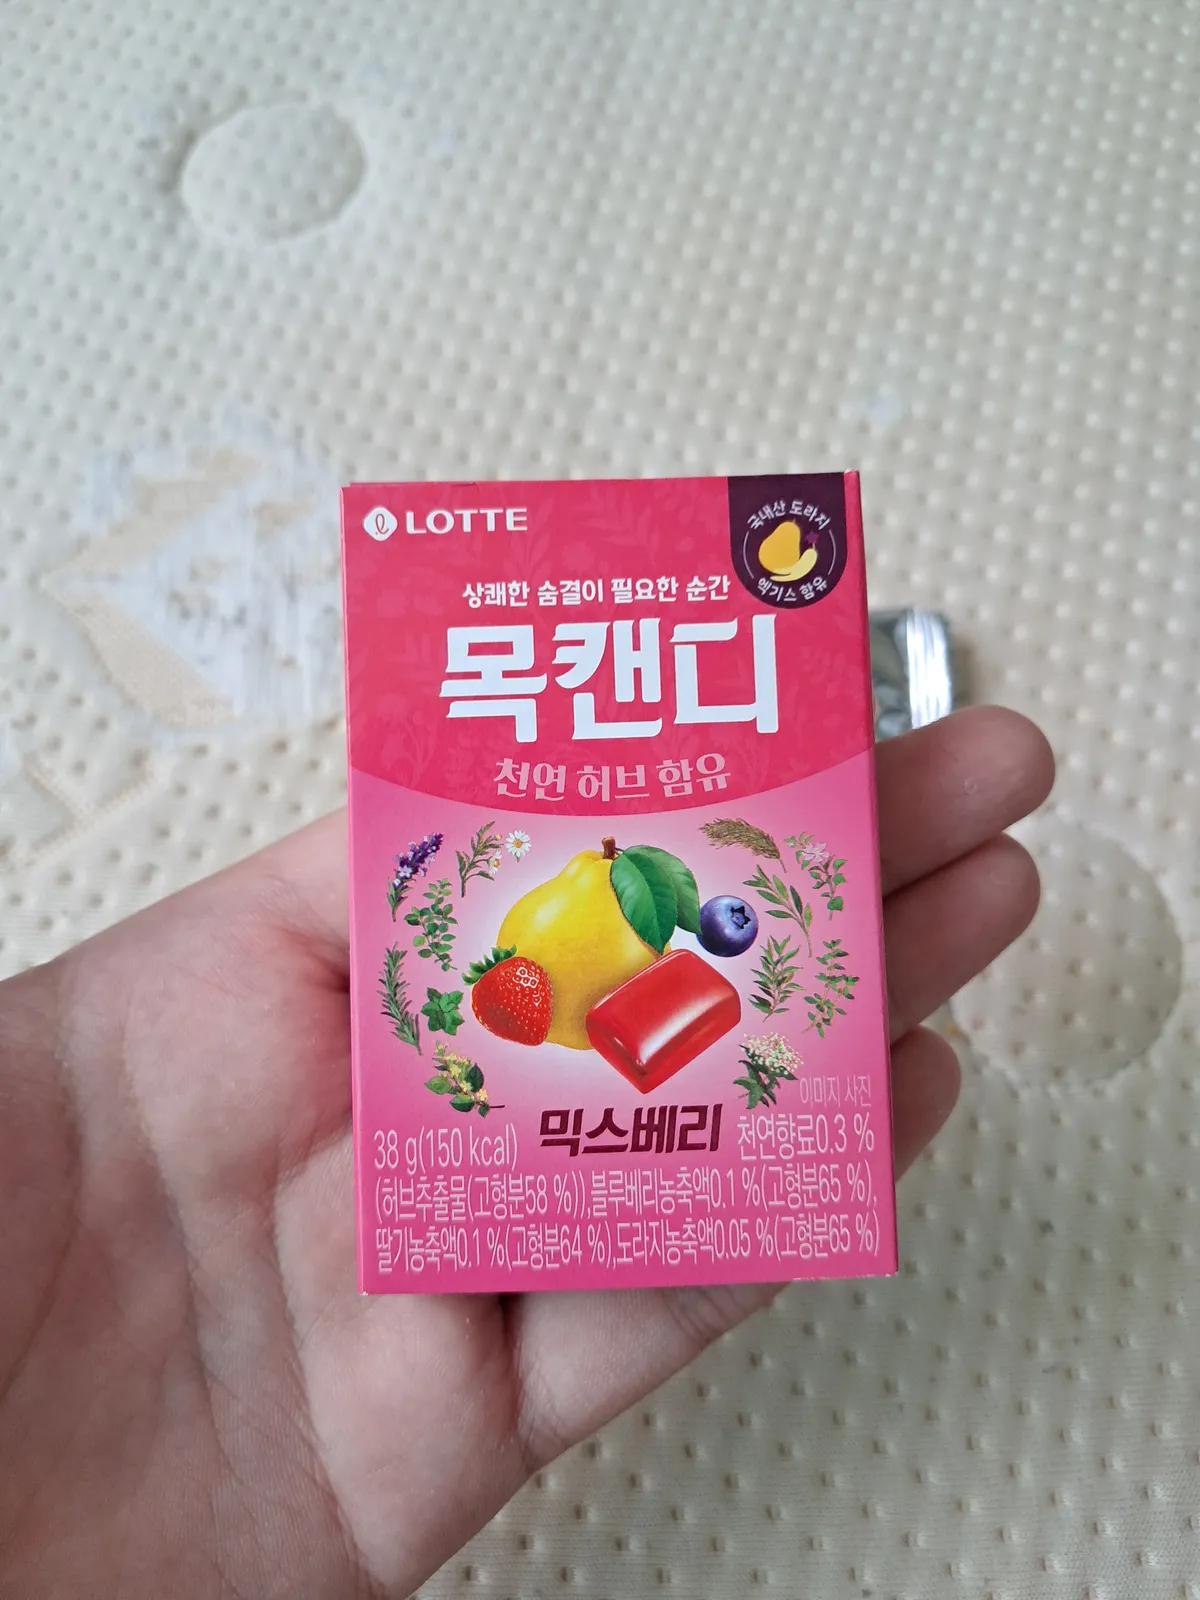 LOTTE
국내산 도라지
엑기스 함유
상쾌한 숨결이 필요한 순간
목캔디
천연 허브 함유
이미지 사진
38 g(150 kcal)
믹스베리
천연향료0.3 %
(허브추출물(고형분58 %)),블루베리농축액0.1 %(고형분65 %),
딸기농축액0.1 %(고형분64 %),도라지농축액0.05 %(고형분65 %)